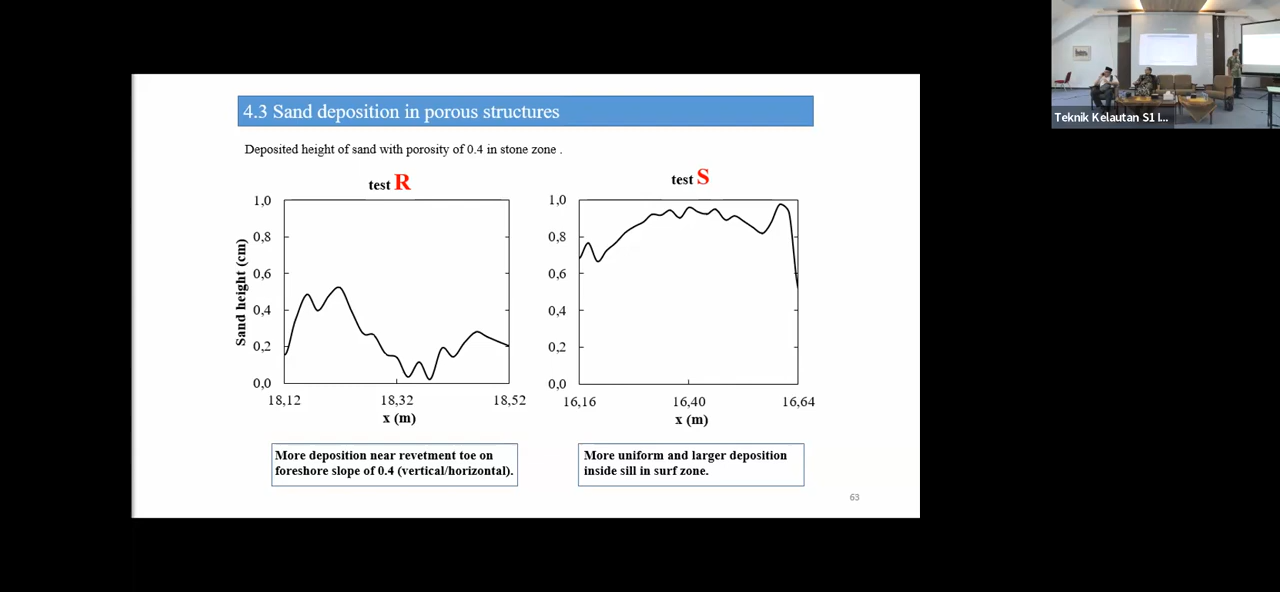 4.3 Sand deposition in porous structures
Deposited height of sand with porosity of 0.4 in stone zone .
test R
Sand height (cm)
1,0
0,8
0,6
0,4
0,2
0,0
18,12
18,32
18,52
x (m)
test S
1,0
0,8
0,6
0,4
0,2
0,0
16,16
16,40
16,64
x (m)
More deposition near revetment toe on
foreshore slope of 0.4 (vertical/horizontal).
More uniform and larger deposition
inside sill in surf zone.
63
Teknik Kelautan S1 I...